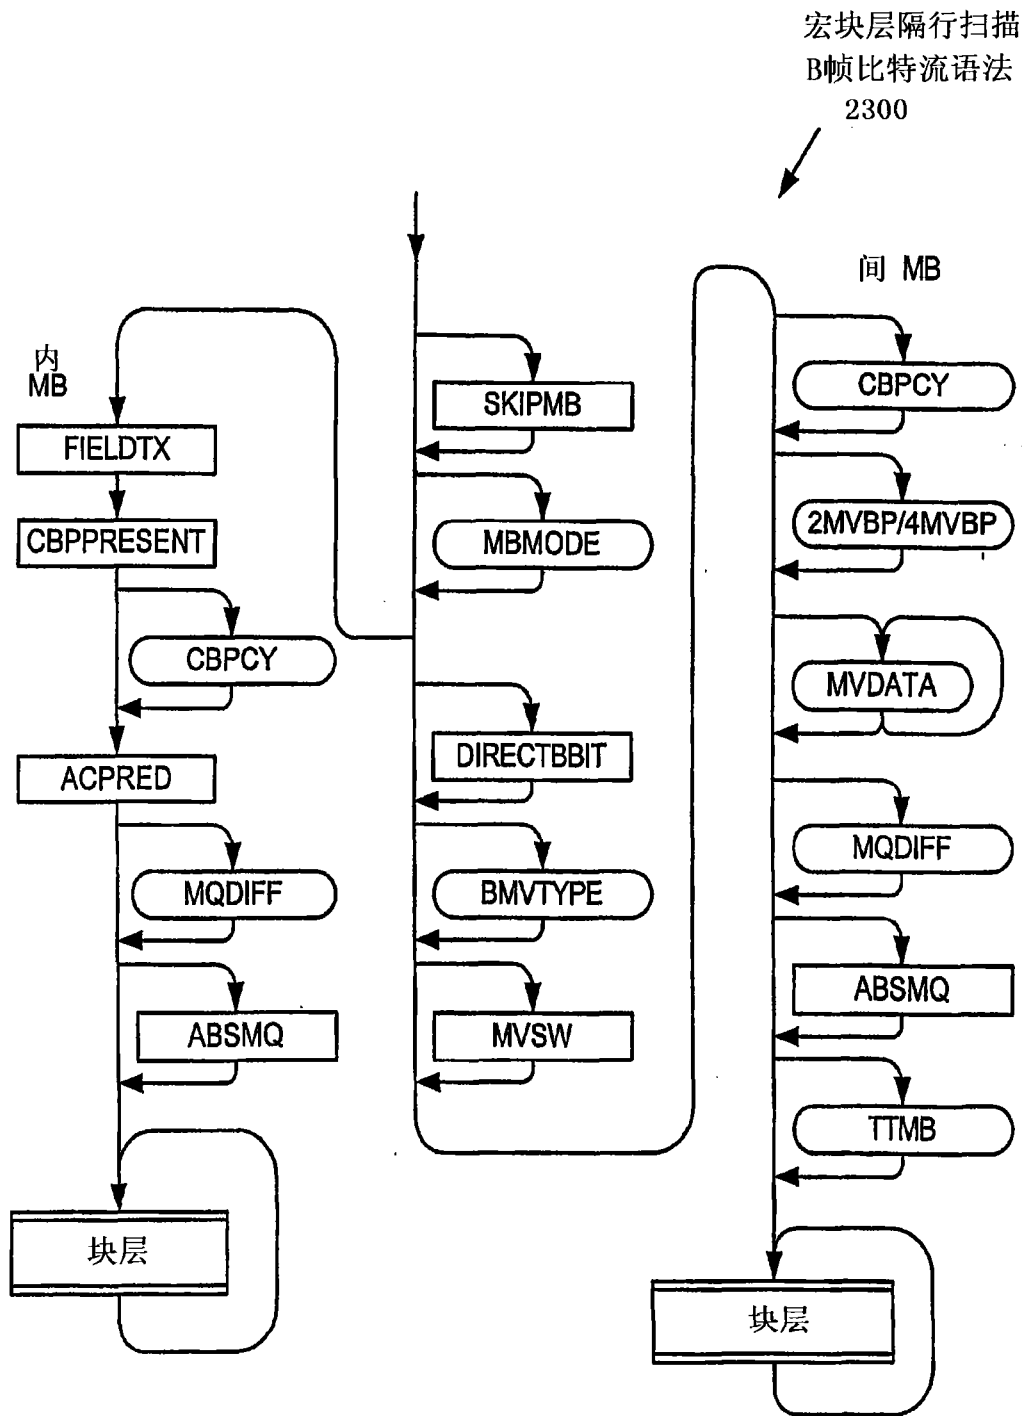 宏块层隔行扫描
B帧比特流语法
2300
内
MB
FIELDTX
CBPPRESENT
CBPCY
ACPRED
MQDIFF
ABSMQ
块层
SKIPMB
MBMODE
DIRECTBBIT
BMVTYPE
MVSW
间 MB
CBPCY
2MVBP/4MVBP
MVDATA
MQDIFF
ABSMQ
TTMB
块层